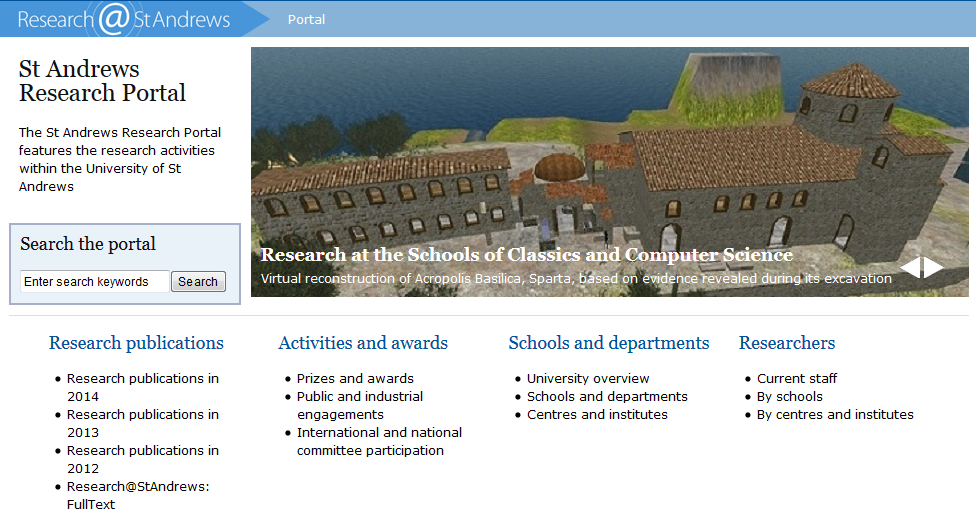 Research@StAndrews
Portal
St Andrews
Research Portal
The St Andrews Research Portal
features the research activities
within the University of St
Andrews
Search the portal
Enter search keywords
Search
Research at the Schools of Classics and Computer Science
Virtual reconstruction of Acropolis Basilica, Sparta, based on evidence revealed during its excavation
Research publications
Research publications in
2014
Research publications in
2013
Research publications in
2012
Research@StAndrews:
FullText
Activities and awards
Prizes and awards
Public and industrial
engagements
International and national
committee participation
Schools and departments
University overview
Schools and departments
Centres and institutes
Researchers
Current staff
By schools
By centres and institutes